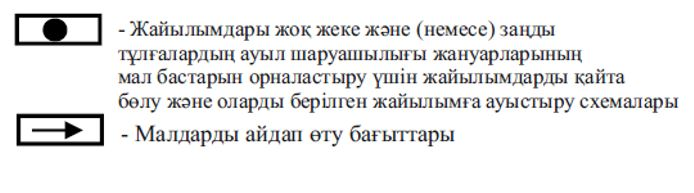 - Жайылымдары жоқ жеке және (немесе) заңды
тұлғалардың ауыл шаруашылығы жануарларының
мал бастарын орналастыру үшін жайылымдарды қайта
бөлу және оларды берілген жайылымға ауыстыру схемалары
- Малдарды айдап өту бағыттары